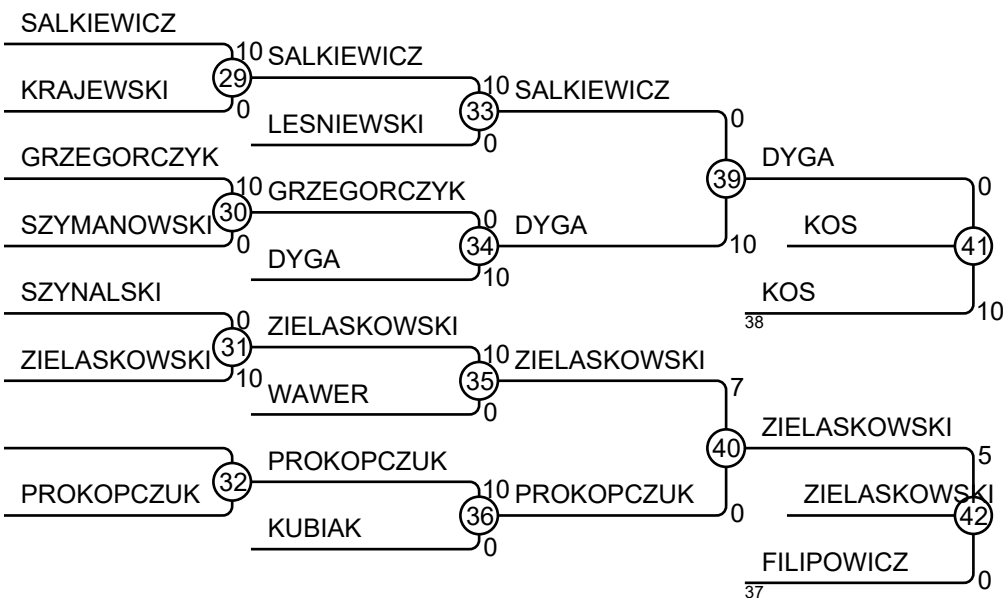 SALKIEWICZ
10 SALKIEWICZ
29
10 SALKIEWICZ
KRAJEWSKI
33
0
0
LESNIEWSKI
0
GRZEGORCZYK
DYGA
39
10 GRZEGORCZYK
0
30
0
SZYMANOWSKI
DYGA
KOS
0
34
10
41
DYGA
10
SZYNALSKI
KOS
10
0
38
ZIELASKOWSKI
31
10 ZIELASKOWSKI
ZIELASKOWSKI
35
7
10
WAWER
0
ZIELASKOWSKI
40
5
PROKOPCZUK
32
10 PROKOPCZUK
PROKOPCZUK
ZIELASKOWSKI
36
0
42
KUBIAK
0
FILIPOWICZ
0
37